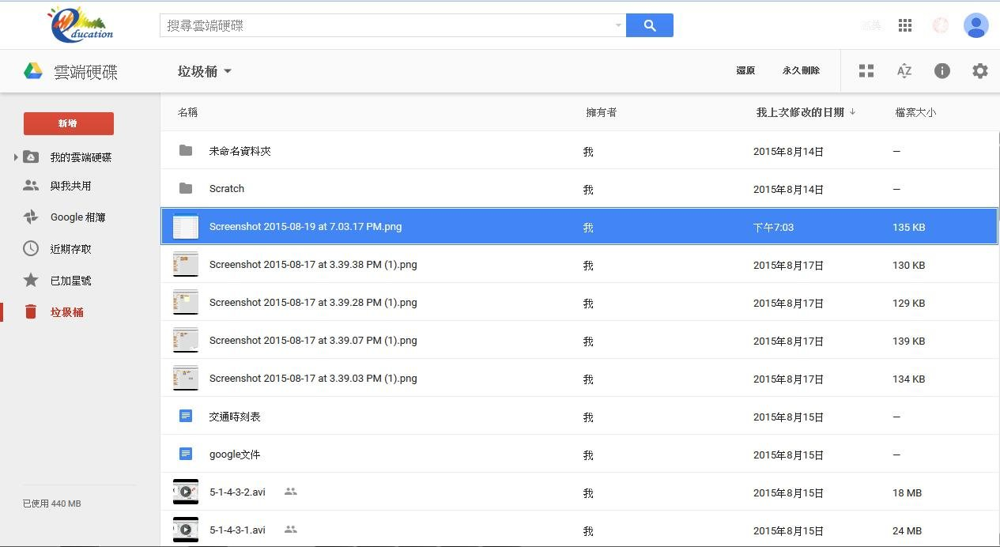 ducation
搜尋雲端硬碟
雲端硬碟
垃圾桶
還原
永久刪除
AZ
新增
我的雲端硬碟
與我共用
Google 相簿
近期存取
已加星號
垃圾桶
已使用 440 MB
名稱 擁有者 我上次修改的日期 ↓ 檔案大小
未命名資料夾 我 2015年8月14日 —
Scratch 我 2015年8月14日 —
Screenshot 2015-08-19 at 7.03.17 PM.png 我 下午7:03 135 KB
Screenshot 2015-08-17 at 3.39.38 PM (1).png 我 2015年8月17日 130 KB
Screenshot 2015-08-17 at 3.39.28 PM (1).png 我 2015年8月17日 129 KB
Screenshot 2015-08-17 at 3.39.07 PM (1).png 我 2015年8月17日 139 KB
Screenshot 2015-08-17 at 3.39.03 PM (1).png 我 2015年8月17日 134 KB
交通時刻表 我 2015年8月15日 —
google文件 我 2015年8月15日 —
5-1-4-3-2.avi 我 2015年8月15日 18 MB
5-1-4-3-1.avi 我 2015年8月15日 24 MB